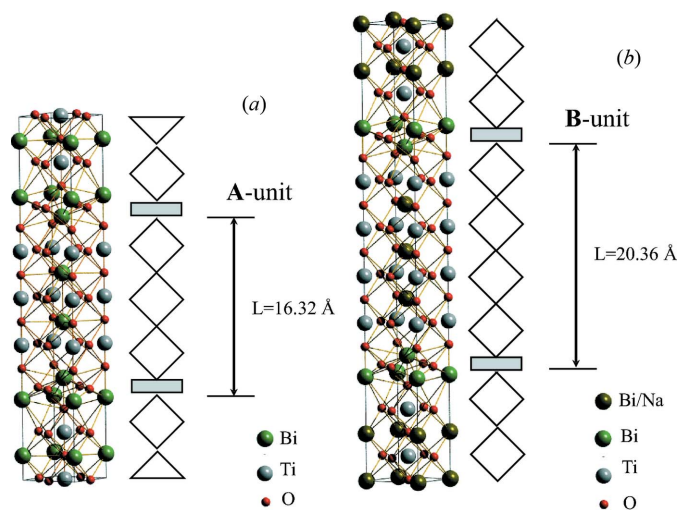 (a)
A-unit
L=16.32 Å
Bi
Ti
O
(b)
B-unit
L=20.36 Å
Bi/Na
Bi
Ti
O